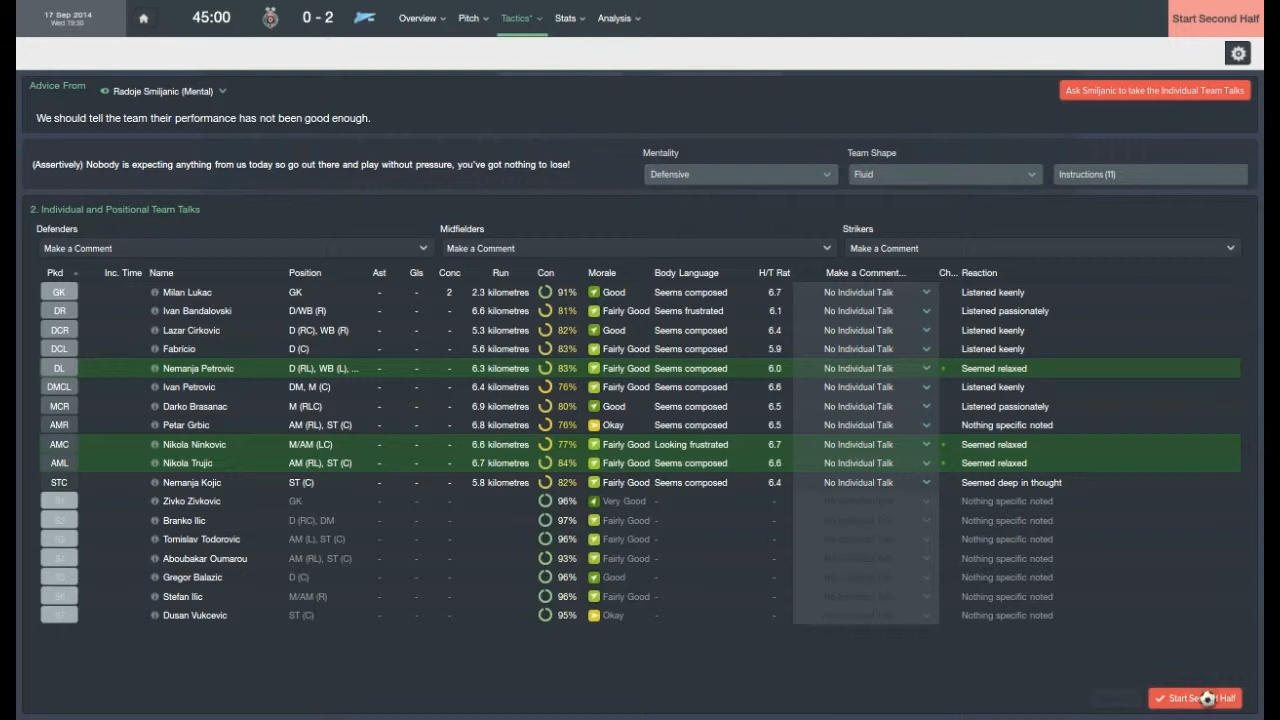 17 Sep 2014
Wed 19:30
45:00
0 - 2
Overview
Pitch
Tactics*
Stats
Analysis
Start Second Half
Advice From
Radoje Smiljanic (Mental)
Ask Smiljanic to take the Individual Team Talks
We should tell the team their performance has not been good enough.
(Assertively) Nobody is expecting anything from us today so go out there and play without pressure, you've got nothing to lose!
Mentality
Team Shape
Defensive
Fluid
Instructions (11)
2. Individual and Positional Team Talks
Defenders Midfielders Strikers
Make a Comment Make a Comment Make a Comment
Pkd Inc. Time Name Position Ast Gls Conc Run Con Morale Body Language H/T Rat Make a Comment... Ch... Reaction
GK Milan Lukac GK - - 2 2.3 kilometres 91% Good Seems composed 6.7 No Individual Talk Listened keenly
DR Ivan Bandalovski D/WB (R) - - - 6.6 kilometres 81% Fairly Good Seems frustrated 6.1 No Individual Talk Listened passionately
DCR Lazar Cirkovic D (RC), WB (R) - - - 5.3 kilometres 82% Good Seems composed 6.4 No Individual Talk Listened keenly
DCL Fabrício D (C) - - - 5.6 kilometres 83% Fairly Good Seems composed 5.9 No Individual Talk Listened keenly
DL Nemanja Petrovic D (RL), WB (L), ... - - - 6.3 kilometres 83% Fairly Good Seems composed 6.0 No Individual Talk Seemed relaxed
DMCL Ivan Petrovic DM, M (C) - - - 6.4 kilometres 76% Fairly Good Seems composed 6.6 No Individual Talk Listened keenly
MCR Darko Brasanac M (RLC) - - - 6.9 kilometres 80% Good Seems composed 6.5 No Individual Talk Listened passionately
AMR Petar Grbic AM (RL), ST (C) - - - 6.8 kilometres 76% Okay Seems composed 6.5 No Individual Talk Nothing specific noted
AMC Nikola Ninkovic M/AM (LC) - - - 6.6 kilometres 77% Fairly Good Looking frustrated 6.7 No Individual Talk Seemed relaxed
AML Nikola Trujic AM (RL), ST (C) - - - 6.7 kilometres 84% Fairly Good Seems composed 6.6 No Individual Talk Seemed relaxed
STC Nemanja Kojic ST (C) - - - 5.8 kilometres 82% Fairly Good Seems composed 6.4 No Individual Talk Seemed deep in thought
Zivko Zivkovic GK 96% Very Good - - Nothing specific noted
Branko Ilic D (RC), DM 97% Fairly Good - - Nothing specific noted
Tomislav Todorovic AM (L), ST (C) 96% Fairly Good - - Nothing specific noted
Aboubakar Oumarou AM (RL), ST (C) 93% Fairly Good - - Nothing specific noted
Gregor Balazic D (C) 96% Good - - Nothing specific noted
Stefan Ilic M/AM (R) 96% Fairly Good - - Nothing specific noted
Dusan Vukcevic ST (C) 95% Okay - - Nothing specific noted
Start Second Half